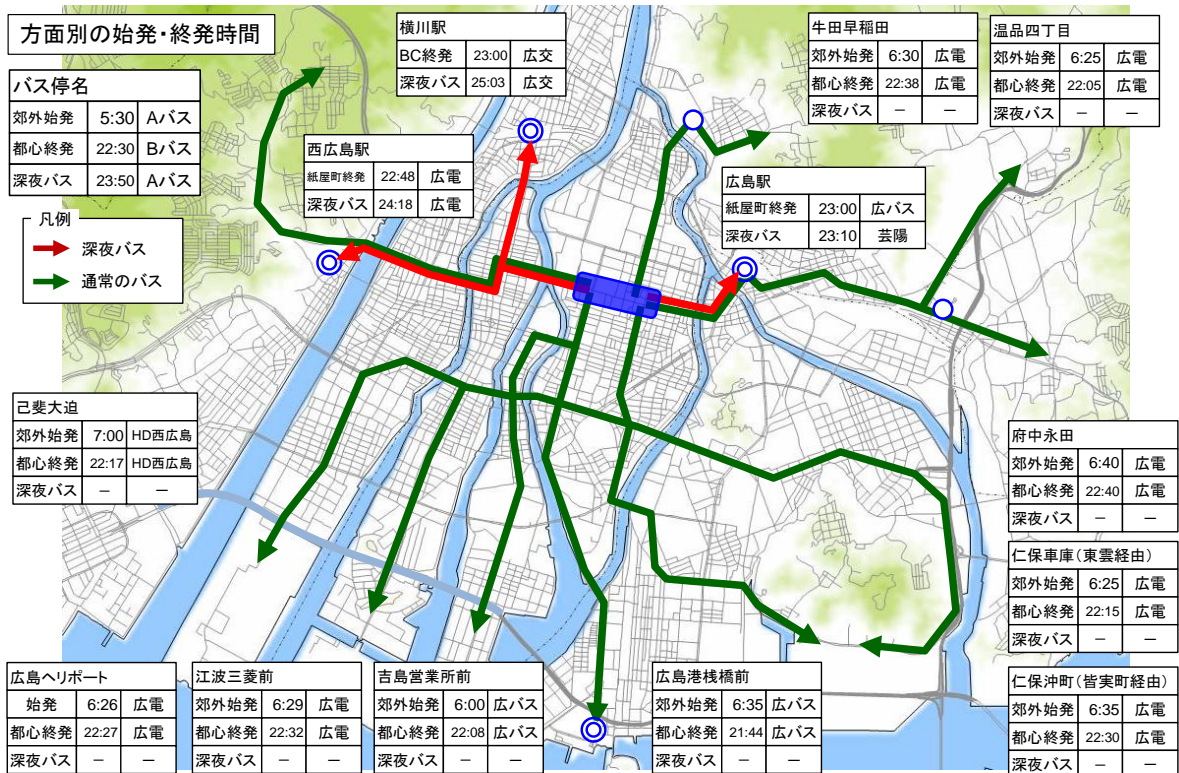 方面別の始発・終発時間
バス停名
郊外始発 5:30 Aバス
都心終発 22:30 Bバス
深夜バス 23:50 Aバス
凡例
深夜バス
通常のバス
横川駅
BC終発 23:00 広交
深夜バス 25:03 広交
西広島駅
紙屋町終発 22:48 広電
深夜バス 24:18 広電
牛田早稲田
郊外始発 6:30 広電
都心終発 22:38 広電
深夜バス − −
温品四丁目
郊外始発 6:25 広電
都心終発 22:05 広電
深夜バス − −
広島駅
紙屋町終発 23:00 広バス
深夜バス 23:10 芸陽
己斐大迫
郊外始発 7:00 HD西広島
都心終発 22:17 HD西広島
深夜バス − −
府中永田
郊外始発 6:40 広電
都心終発 22:40 広電
深夜バス − −
仁保車庫(東雲経由)
郊外始発 6:25 広電
都心終発 22:15 広電
深夜バス − −
広島ヘリポート
始発 6:26 広電
都心終発 22:27 広電
深夜バス − −
江波三菱前
郊外始発 6:29 広電
都心終発 22:32 広電
深夜バス − −
吉島営業所前
郊外始発 6:00 広バス
都心終発 22:08 広バス
深夜バス − −
広島港桟橋前
郊外始発 6:35 広バス
都心終発 21:44 広バス
深夜バス − −
仁保沖町(皆実町経由)
郊外始発 6:35 広電
都心終発 22:30 広電
深夜バス − −